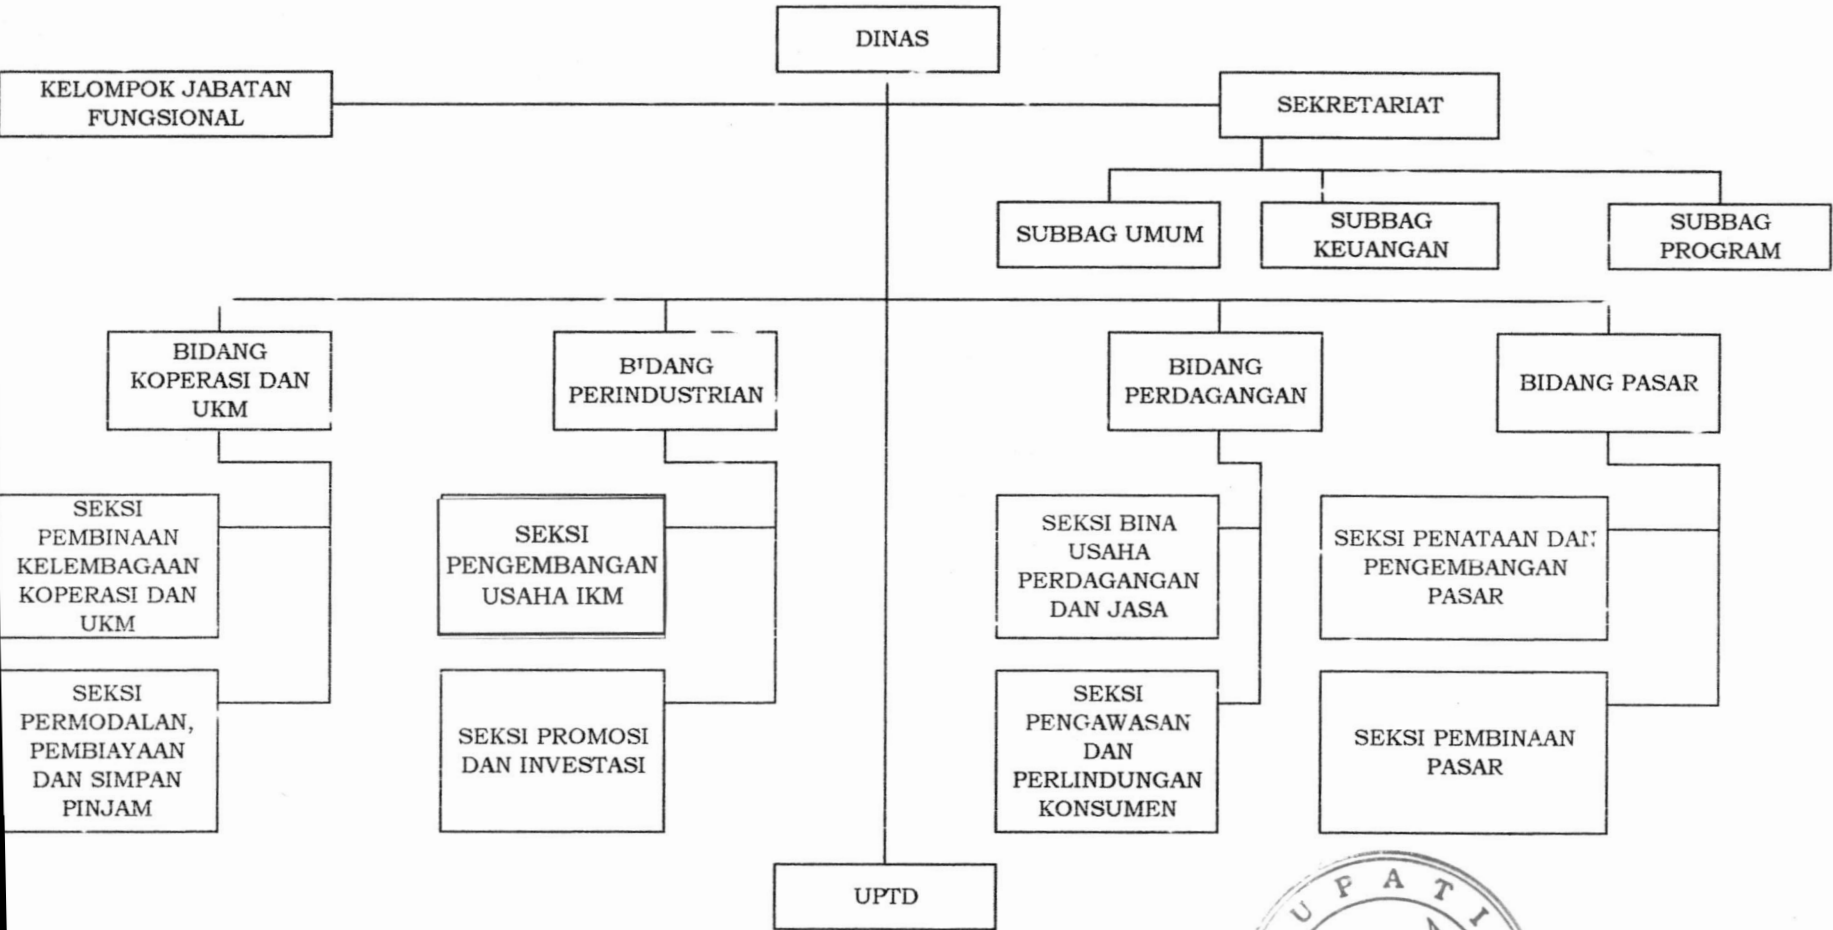 DINAS
KELOMPOK JABATAN
FUNGSIONAL
SEKRETARIAT
SUBBAG UMUM
SUBBAG
KEUANGAN
SUBBAG
PROGRAM
BIDANG
KOPERASI DAN
UKM
BIDANG
PERINDUSTRIAN
BIDANG
PERDAGANGAN
BIDANG PASAR
SEKSI
PEMBINAAN
KELEMBAGAAN
KOPERASI DAN
UKM
SEKSI
PENGEMBANGAN
USAHA IKM
SEKSI BINA
USAHA
PERDAGANGAN
DAN JASA
SEKSI PENATAAN DAN
PENGEMBANGAN
PASAR
SEKSI
PERMODALAN,
PEMBIAYAAN
DAN SIMPAN
PINJAM
SEKSI PROMOSI
DAN INVESTASI
SEKSI
PENGAWASAN
DAN
PERLINDUNGAN
KONSUMEN
SEKSI PEMBINAAN
PASAR
UPTD
UPATI